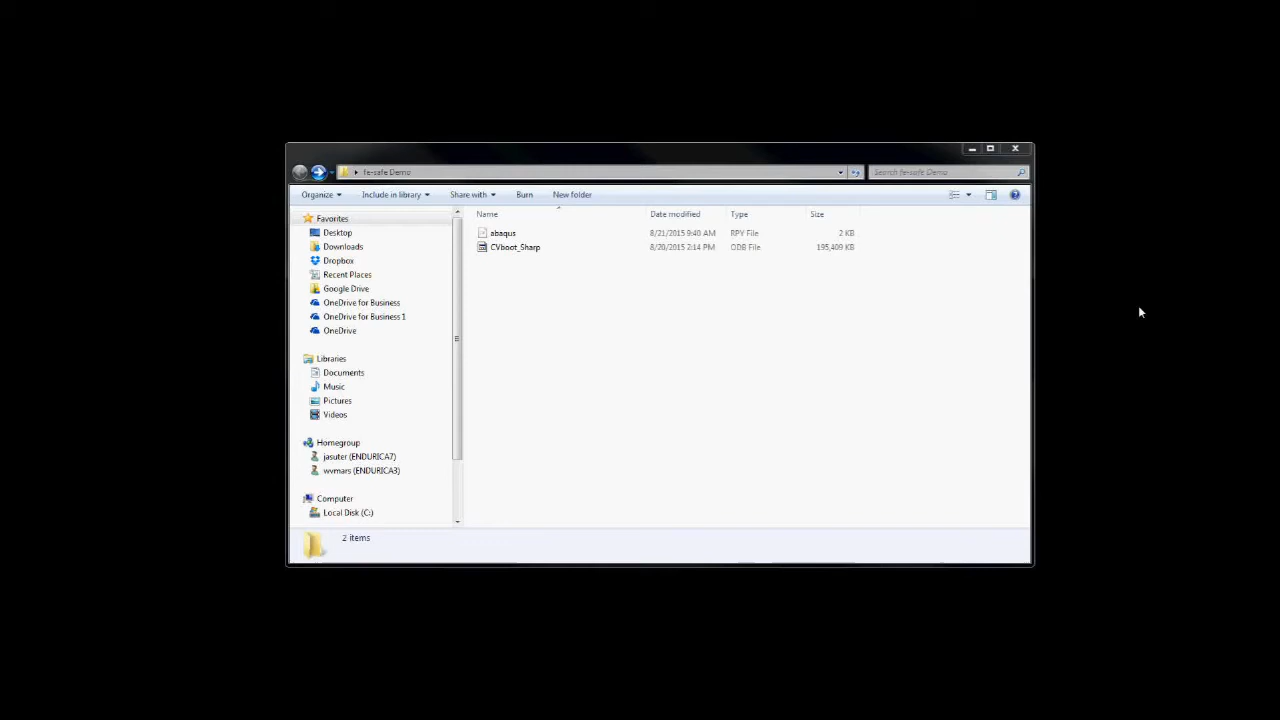 fe-safe Demo
Search fe-safe Demo
Organize Include in library Share with Burn New folder
Favorites
Desktop
Downloads
Dropbox
Recent Places
Google Drive
OneDrive for Business
OneDrive for Business 1
OneDrive
Libraries
Documents
Music
Pictures
Videos
Homegroup
jasuter (ENDURICA7)
wvmars (ENDURICA3)
Computer
Local Disk (C:)
Name Date modified Type Size
abaqus 8/21/2015 9:40 AM RPY File 2 KB
CVboot_Sharp 8/20/2015 2:14 PM ODB File 195,409 KB
2 items